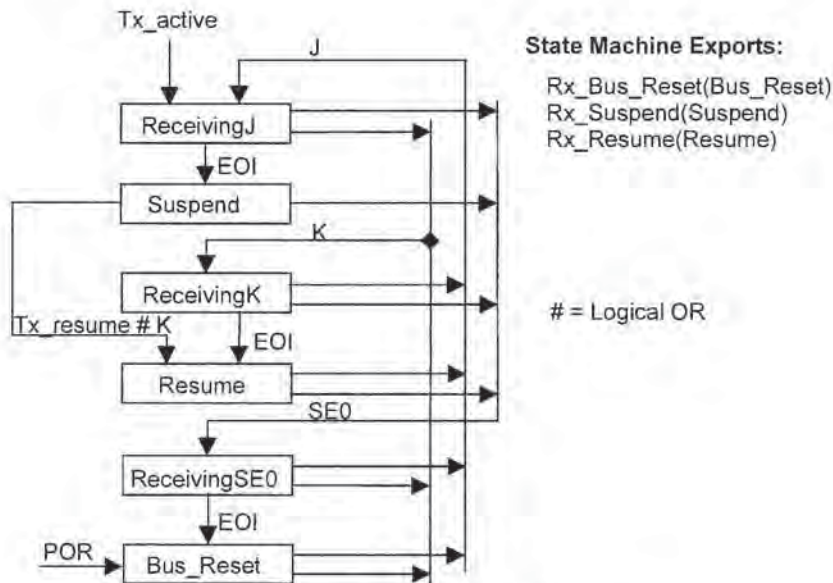 Tx_active
J
State Machine Exports:
Rx_Bus_Reset(Bus_Reset)
Rx_Suspend(Suspend)
Rx_Resume(Resume)
ReceivingJ
EOI
Suspend
K
ReceivingK
# = Logical OR
Tx_resume # K
EOI
Resume
SE0
ReceivingSE0
EOI
POR
Bus_Reset